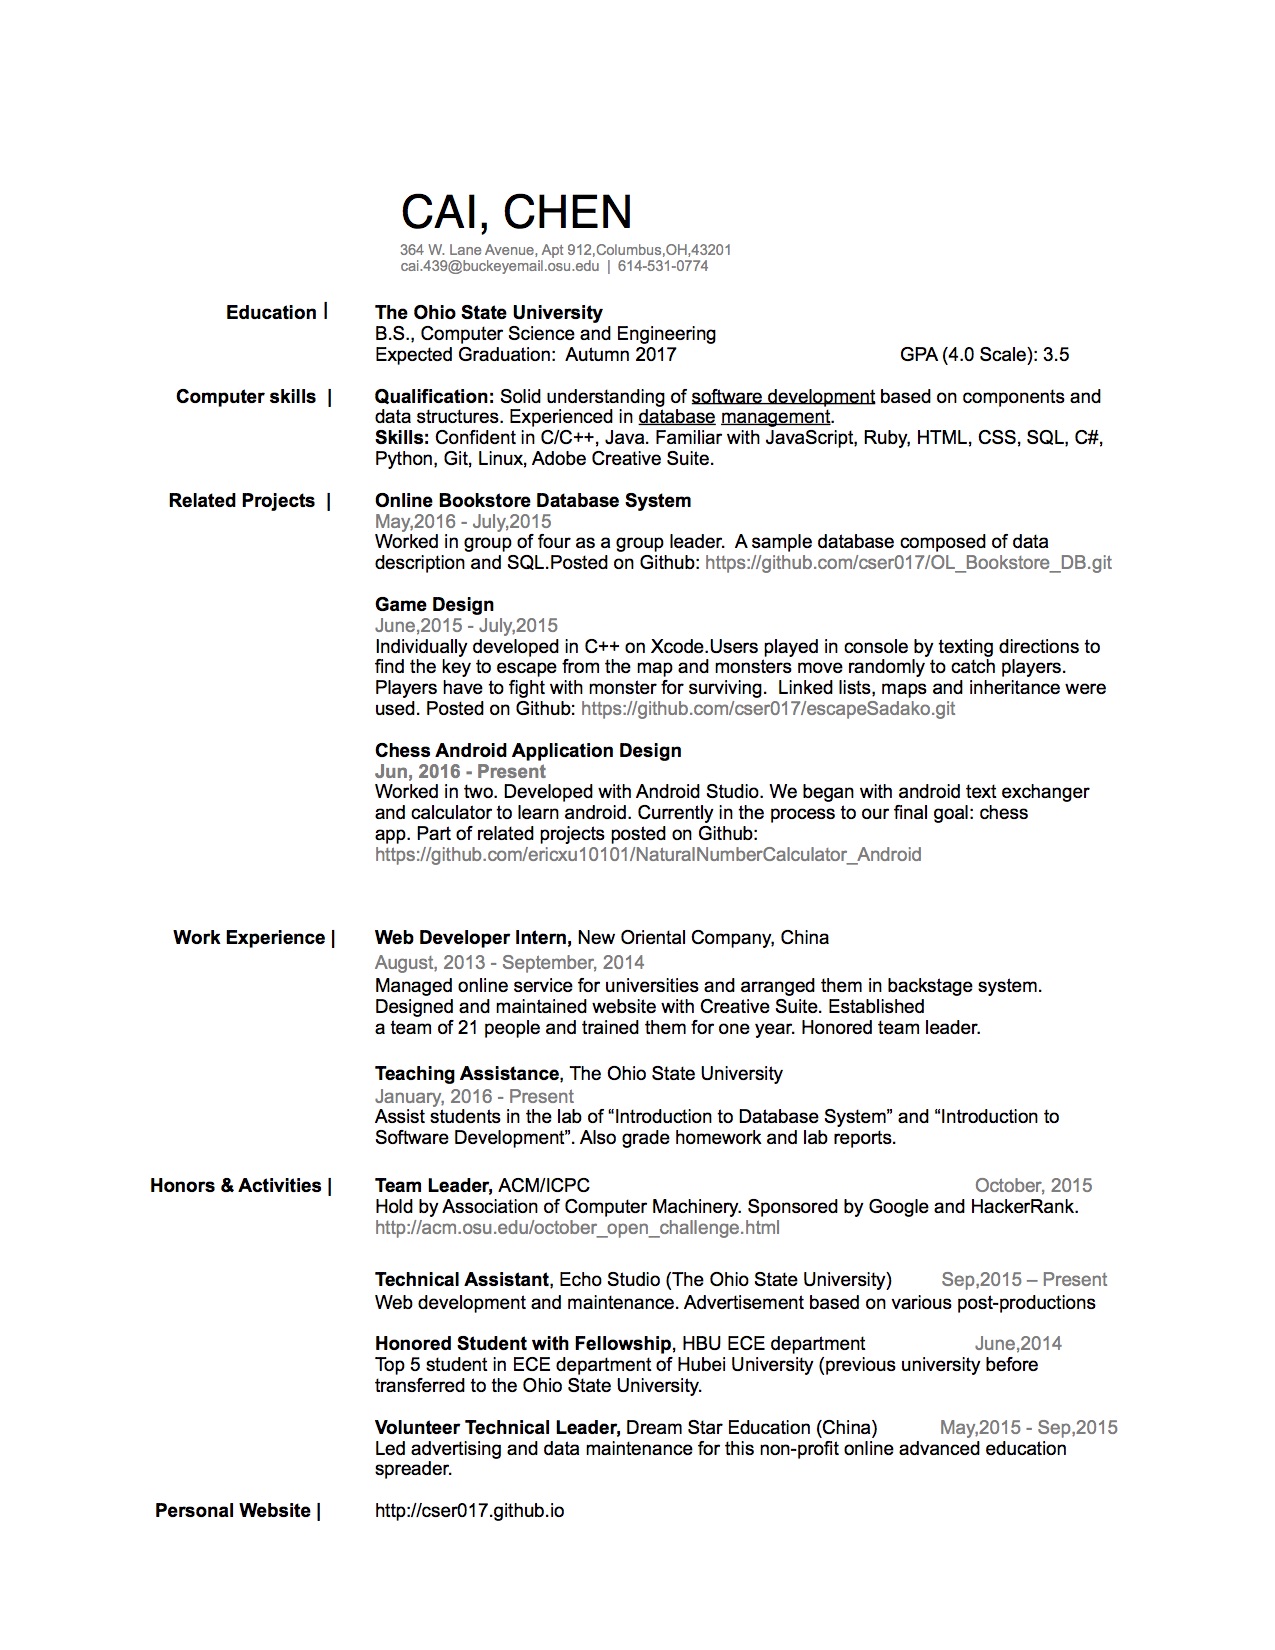 CAI, CHEN
364 W. Lane Avenue, Apt 912,Columbus,OH,43201
cai.439@buckeyemail.osu.edu | 614-531-0774
Education |
The Ohio State University
B.S., Computer Science and Engineering
Expected Graduation: Autumn 2017 GPA (4.0 Scale): 3.5
Computer skills |
Qualification: Solid understanding of software development based on components and
data structures. Experienced in database management.
Skills: Confident in C/C++, Java. Familiar with JavaScript, Ruby, HTML, CSS, SQL, C#,
Python, Git, Linux, Adobe Creative Suite.
Related Projects |
Online Bookstore Database System
May,2016 - July,2015
Worked in group of four as a group leader. A sample database composed of data
description and SQL.Posted on Github: https://github.com/cser017/OL_Bookstore_DB.git
Game Design
June,2015 - July,2015
Individually developed in C++ on Xcode.Users played in console by texting directions to
find the key to escape from the map and monsters move randomly to catch players.
Players have to fight with monster for surviving. Linked lists, maps and inheritance were
used. Posted on Github: https://github.com/cser017/escapeSadako.git
Chess Android Application Design
Jun, 2016 - Present
Worked in two. Developed with Android Studio. We began with android text exchanger
and calculator to learn android. Currently in the process to our final goal: chess
app. Part of related projects posted on Github:
https://github.com/ericxu10101/NaturalNumberCalculator_Android
Work Experience |
Web Developer Intern, New Oriental Company, China
August, 2013 - September, 2014
Managed online service for universities and arranged them in backstage system.
Designed and maintained website with Creative Suite. Established
a team of 21 people and trained them for one year. Honored team leader.
Teaching Assistance, The Ohio State University
January, 2016 - Present
Assist students in the lab of “Introduction to Database System” and “Introduction to
Software Development”. Also grade homework and lab reports.
Honors & Activities |
Team Leader, ACM/ICPC October, 2015
Hold by Association of Computer Machinery. Sponsored by Google and HackerRank.
http://acm.osu.edu/october_open_challenge.html
Technical Assistant, Echo Studio (The Ohio State University) Sep,2015 – Present
Web development and maintenance. Advertisement based on various post-productions
Honored Student with Fellowship, HBU ECE department June,2014
Top 5 student in ECE department of Hubei University (previous university before
transferred to the Ohio State University.
Volunteer Technical Leader, Dream Star Education (China) May,2015 - Sep,2015
Led advertising and data maintenance for this non-profit online advanced education
spreader.
Personal Website |
http://cser017.github.io